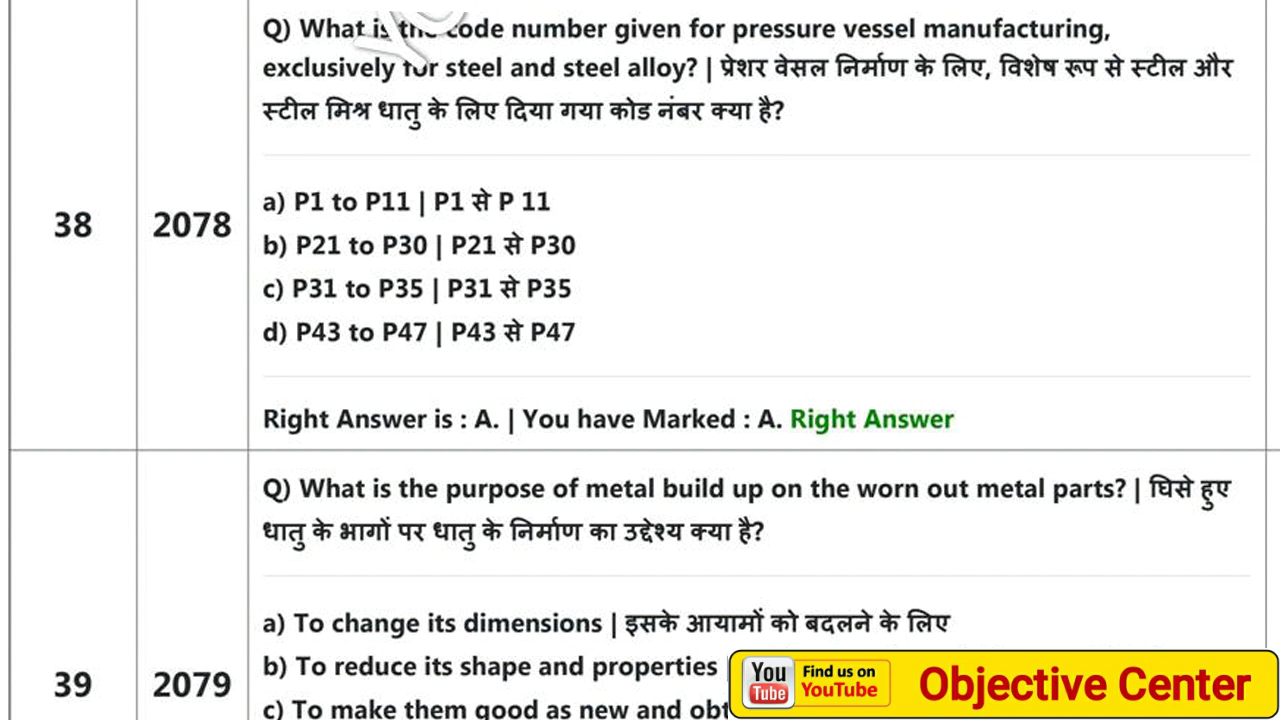 Q) What is the code number given for pressure vessel manufacturing,
exclusively for steel and steel alloy? | प्रेशर वेसल निर्माण के लिए, विशेष रूप से स्टील और
स्टील मिश्र धातु के लिए दिया गया कोड नंबर क्या है?
38
2078
a) P1 to P11 | P1 से P 11
b) P21 to P30 | P21 से P30
c) P31 to P35 | P31 से P35
d) P43 to P47 | P43 से P47
Right Answer is : A. | You have Marked : A. Right Answer
Q) What is the purpose of metal build up on the worn out metal parts? | घिसे हुए
धातु के भागों पर धातु के निर्माण का उद्देश्य क्या है?
39
2079
a) To change its dimensions | इसके आयामों को बदलने के लिए
b) To reduce its shape and properties
c) To make them good as new and
You Tube
Find us on
YouTube
Objective Center